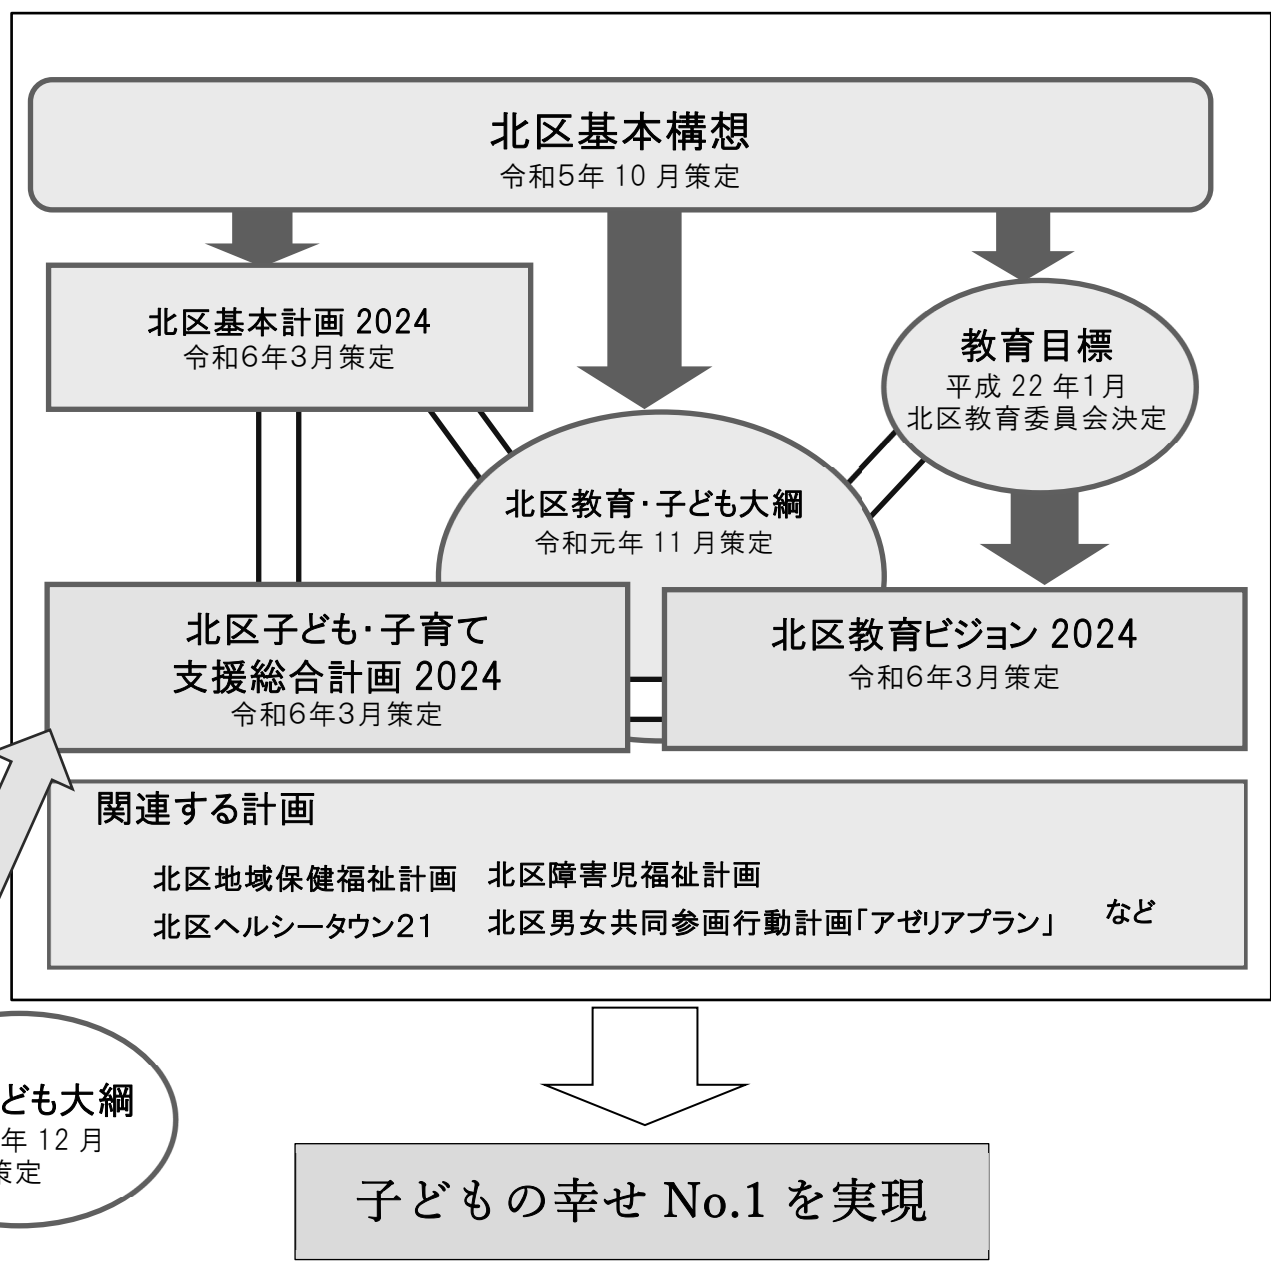 北区基本構想
令和5年 10 月策定
北区基本計画 2024
令和6年3月策定
教育目標
平成 22 年1月
北区教育委員会決定
北区教育・子ども大綱
令和元年 11 月策定
北区子ども・子育て
支援総合計画 2024
令和6年3月策定
北区教育ビジョン 2024
令和6年3月策定
関連する計画
北区地域保健福祉計画 北区障害児福祉計画
北区ヘルシータウン21 北区男女共同参画行動計画「アゼリアプラン」 など
ども大綱
年 12 月
策定
子どもの幸せ No.1 を実現